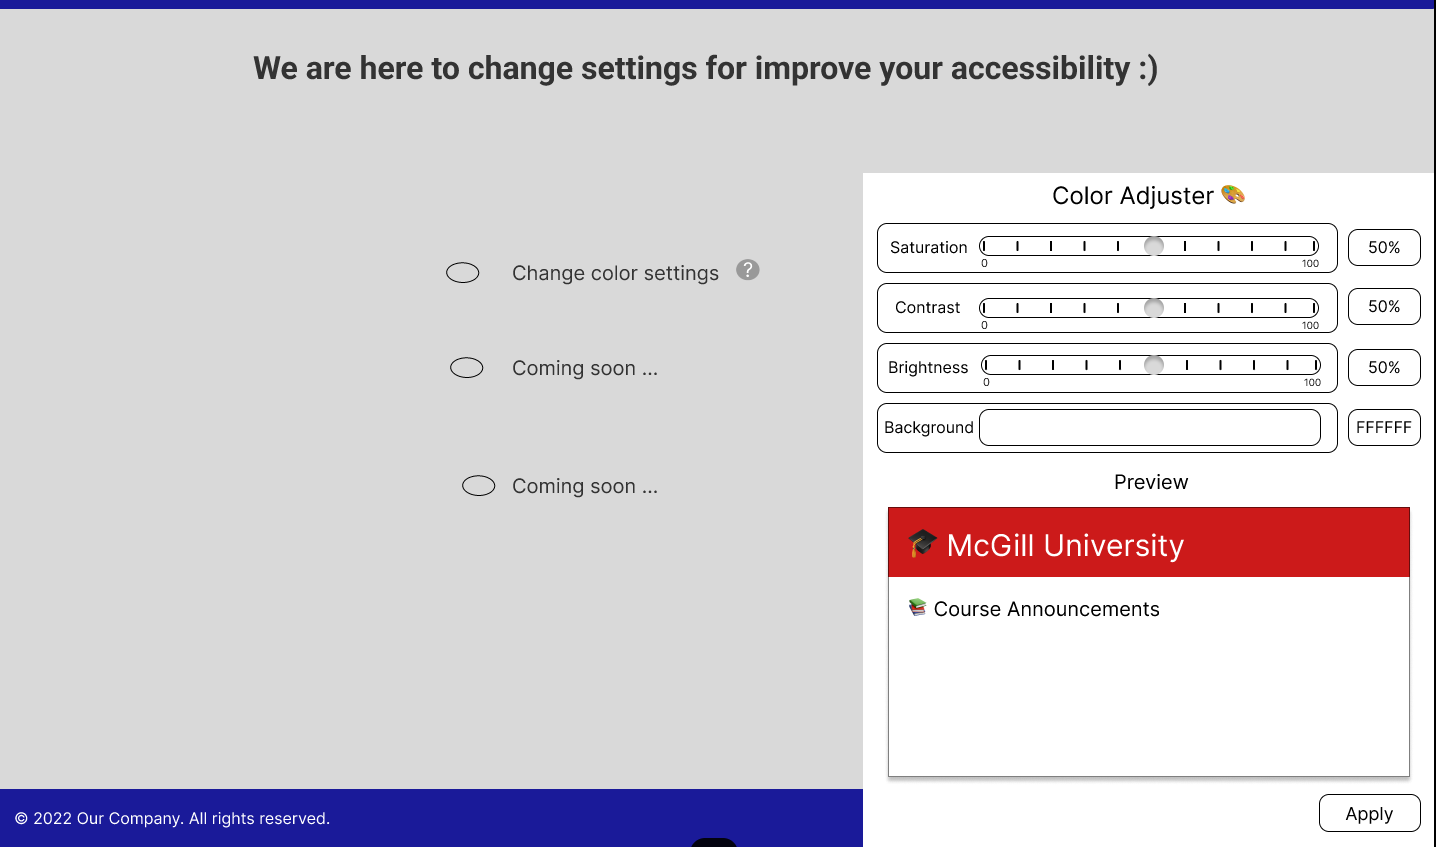 We are here to change settings for improve your accessibility :)
Change color settings ?
Coming soon ...
Coming soon ...
Color Adjuster 🎨
Saturation 50%
0 100
Contrast 50%
0 100
Brightness 50%
0 100
Background FFFFFF
Preview
🎓 McGill University
📚 Course Announcements
Apply
© 2022 Our Company. All rights reserved.